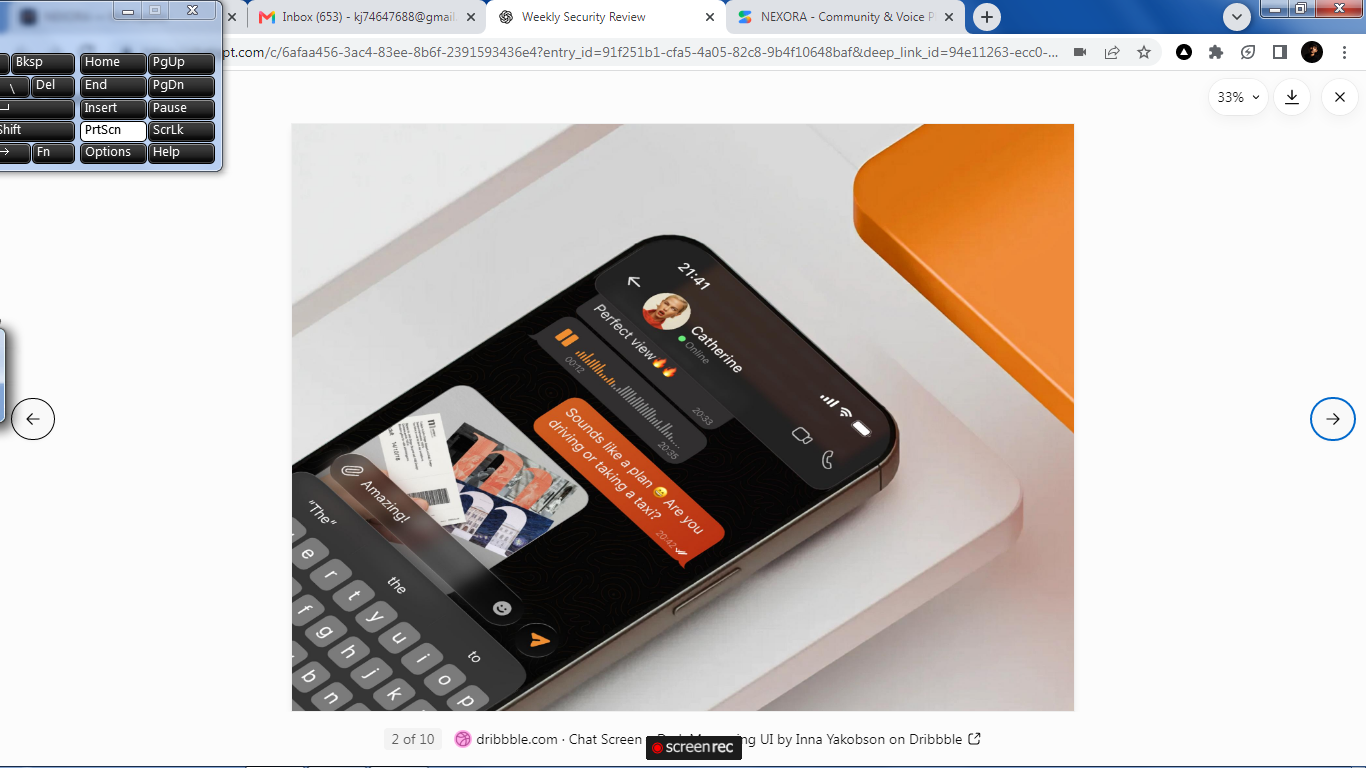 Inbox (653) - kj74647688@gmail.
Weekly Security Review
NEXORA - Community & Voice P
pt.com/c/6afaa456-3ac4-83ee-8b6f-2391593436e4?entry_id=91f251b1-cfa5-4a05-82c8-9b4f10648baf&deep_link_id=94e11263-ecc0-...
Bksp
Home
PgUp
\
Del
End
PgDn
Insert
Pause
Shift
PrtScn
ScrLk
Fn
Options
Help
33%
21:41
Catherine
Online
Perfect view🔥🔥
20:33
00:12
20:35
Sounds like a plan 😊 Are you
driving or taking a taxi?
20:42
Amazing!
"The"
the
to
e r t y u i o p
f g h j k
b n
2 of 10
dribbble.com · Chat Screen
ng UI by Inna Yakobson on Dribbble
screenrec